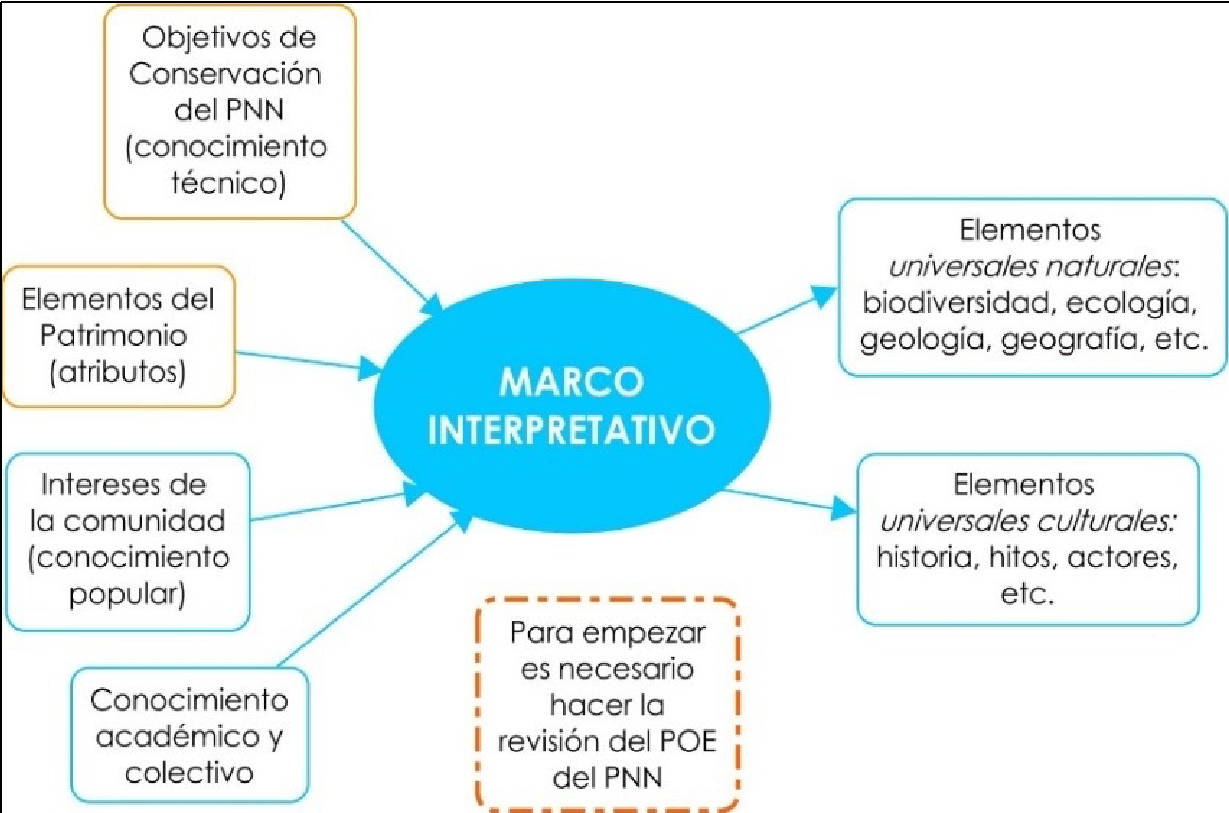 Objetivos de
Conservación
del PNN
(conocimiento
técnico)
Elementos del
Patrimonio
(atributos)
Intereses de
la comunidad
(conocimiento
popular)
Conocimiento
académico y
colectivo
MARCO
INTERPRETATIVO
Para empezar
es necesario
hacer la
revisión del POE
del PNN
Elementos
universales naturales:
biodiversidad, ecología,
geología, geografía, etc.
Elementos
universales culturales:
historia, hitos, actores,
etc.